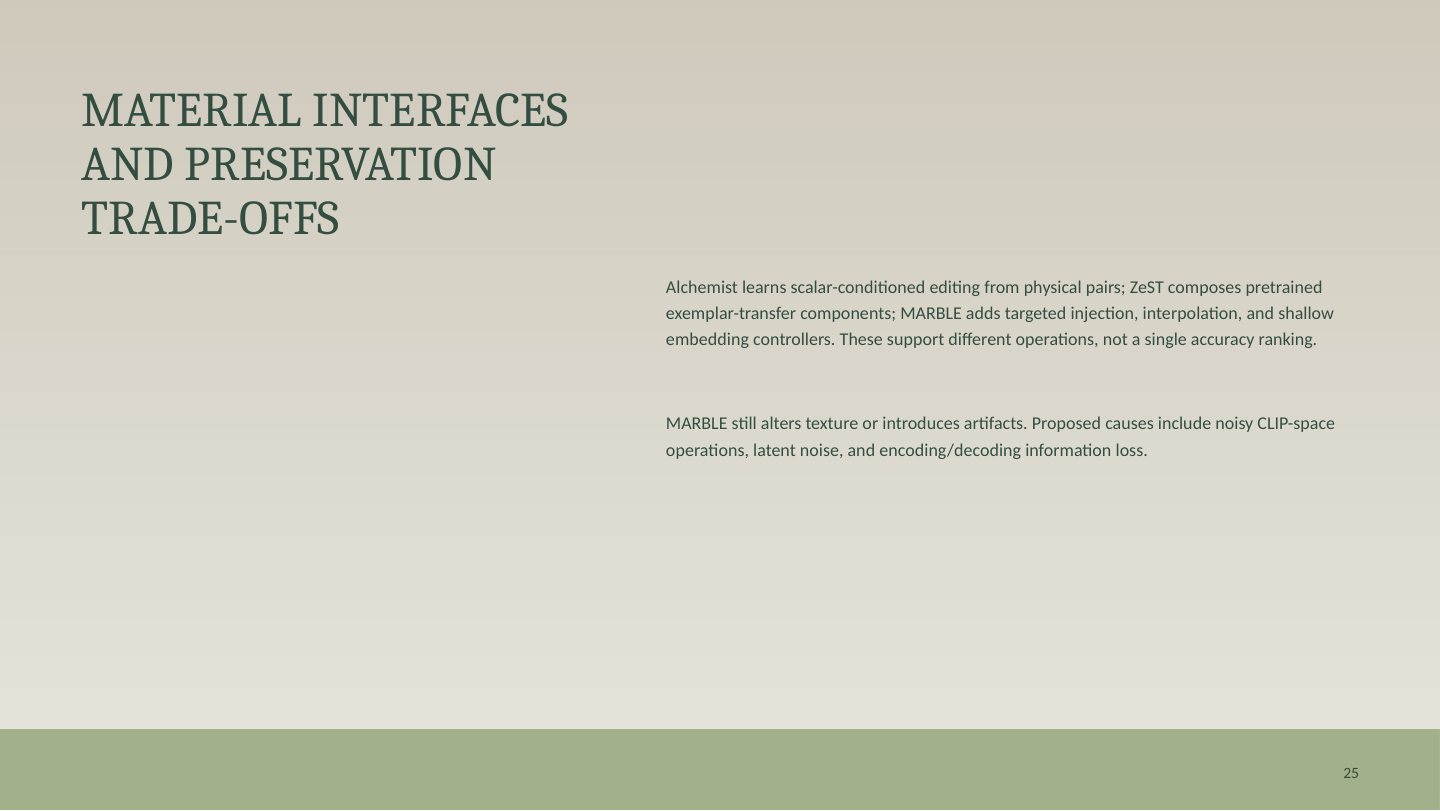 MATERIAL INTERFACES
AND PRESERVATION
TRADE-OFFS
Alchemist learns scalar-conditioned editing from physical pairs; ZeST composes pretrained
exemplar-transfer components; MARBLE adds targeted injection, interpolation, and shallow
embedding controllers. These support different operations, not a single accuracy ranking.
MARBLE still alters texture or introduces artifacts. Proposed causes include noisy CLIP-space
operations, latent noise, and encoding/decoding information loss.
25